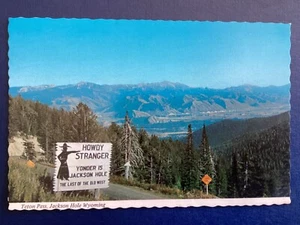 HOWDY
STRANGER
YONDER IS
JACKSON HOLE
THE LAST OF THE OLD WEST
Teton Pass, Jackson Hole Wyoming